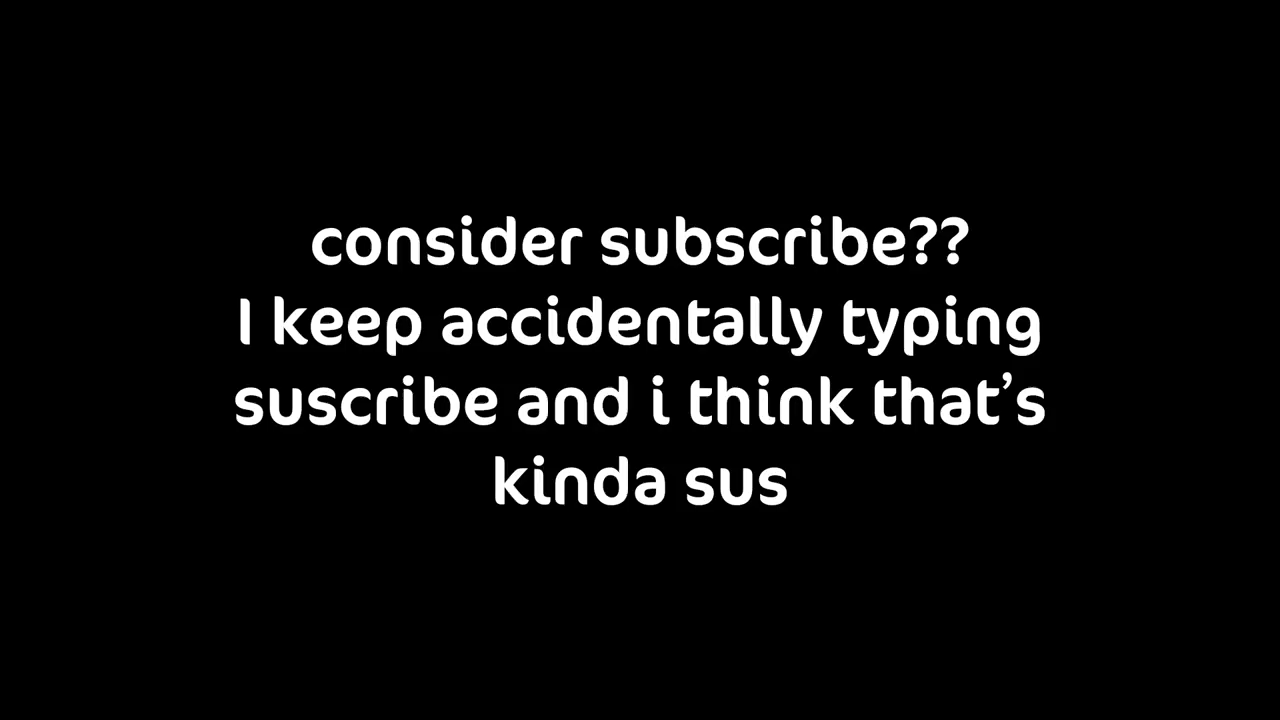 consider subscribe??
I keep accidentally typing
suscribe and i think that’s
kinda sus